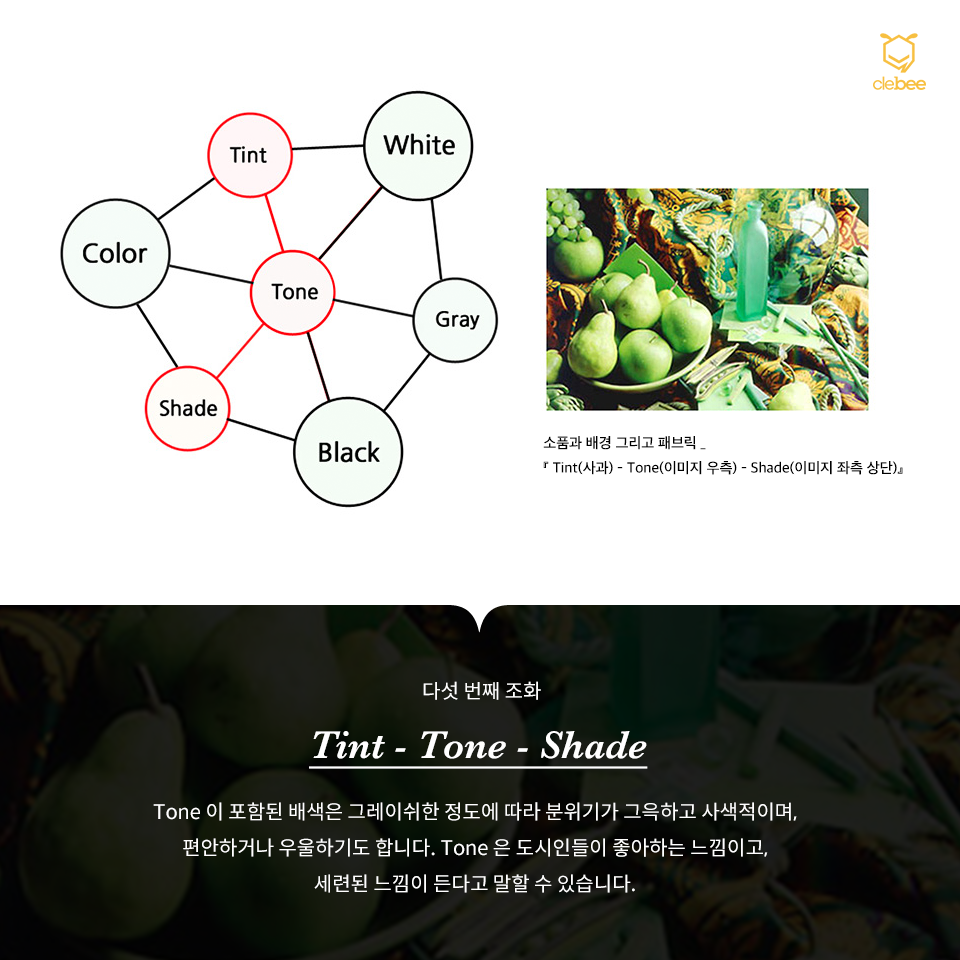 clebee
Tint
White
Color
Tone
Gray
Shade
Black
소품과 배경 그리고 패브릭 _
『 Tint(사과) - Tone(이미지 우측) - Shade(이미지 좌측 상단)』
다섯 번째 조화
Tint - Tone - Shade
Tone 이 포함된 배색은 그레이쉬한 정도에 따라 분위기가 그윽하고 사색적이며,
편안하거나 우울하기도 합니다. Tone 은 도시인들이 좋아하는 느낌이고,
세련된 느낌이 든다고 말할 수 있습니다.